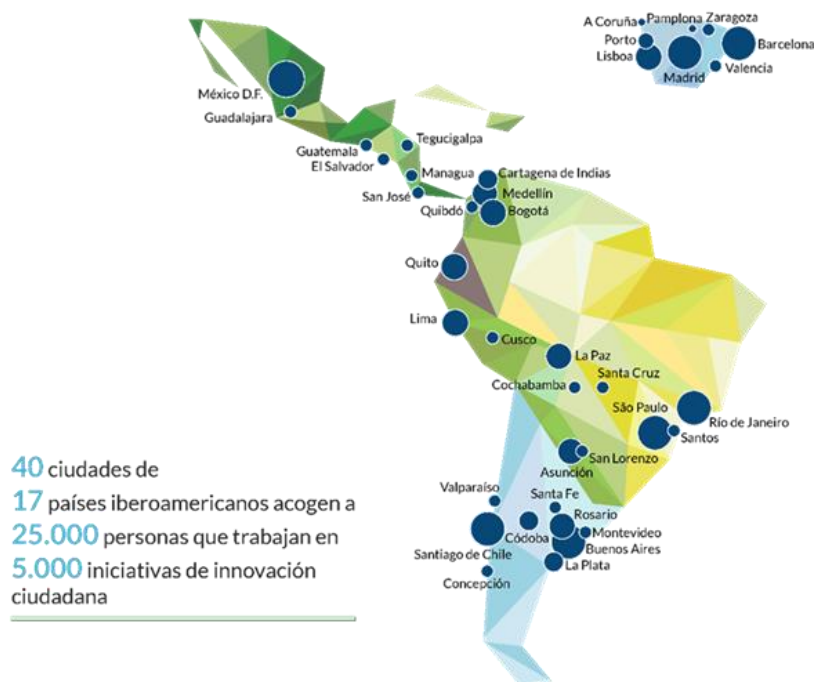 A Coruña
Pamplona
Zaragoza
Porto
Barcelona
Lisboa
Madrid
Valencia
México D.F.
Guadalajara
Tegucigalpa
Guatemala
El Salvador
Managua
Cartagena de Indias
San José
Medellín
Quibdó
Bogotá
Quito
Lima
Cusco
La Paz
Santa Cruz
Cochabamba
São Paulo
Río de Janeiro
Santos
San Lorenzo
Asunción
Valparaíso
Santa Fe
Rosario
Córdoba
Montevideo
Santiago de Chile
Buenos Aires
La Plata
Concepción
40 ciudades de
17 países iberoamericanos acogen a
25.000 personas que trabajan en
5.000 iniciativas de innovación
ciudadana